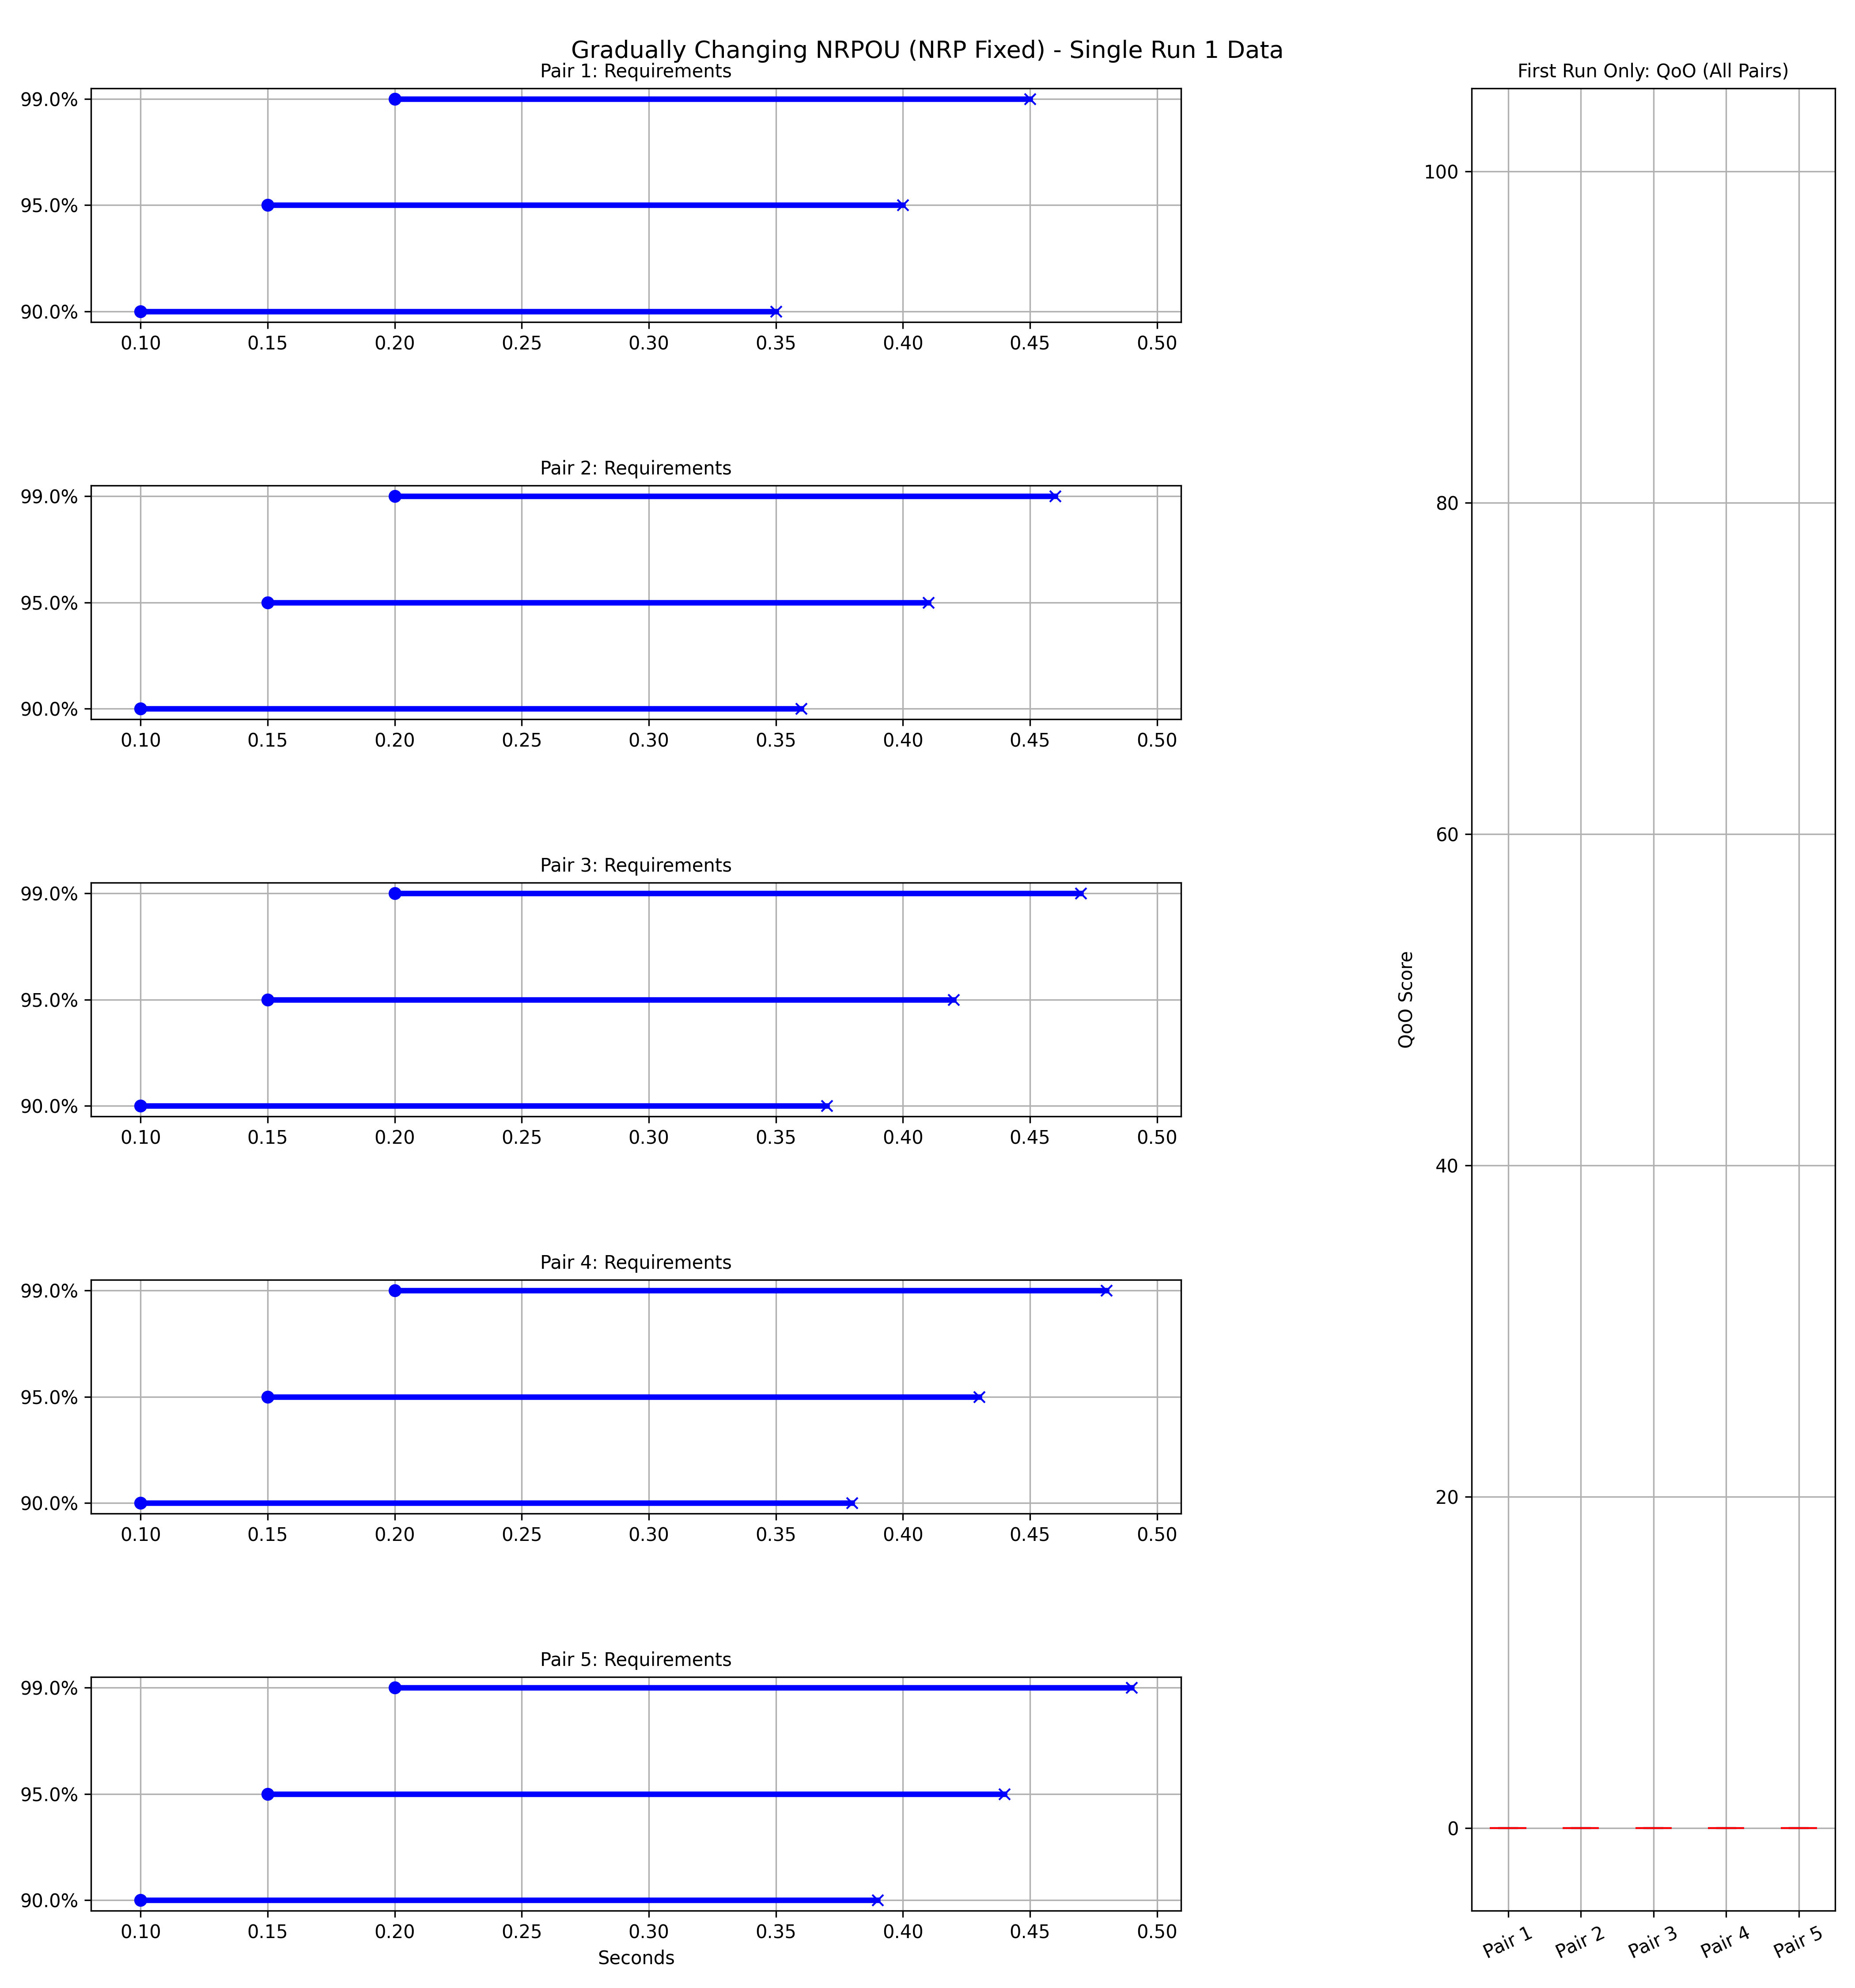 Gradually Changing NRPOU (NRP Fixed) - Single Run 1 Data
Pair 1: Requirements
99.0%
95.0%
90.0%
0.10 0.15 0.20 0.25 0.30 0.35 0.40 0.45 0.50
Pair 2: Requirements
99.0%
95.0%
90.0%
0.10 0.15 0.20 0.25 0.30 0.35 0.40 0.45 0.50
Pair 3: Requirements
99.0%
95.0%
90.0%
0.10 0.15 0.20 0.25 0.30 0.35 0.40 0.45 0.50
Pair 4: Requirements
99.0%
95.0%
90.0%
0.10 0.15 0.20 0.25 0.30 0.35 0.40 0.45 0.50
Pair 5: Requirements
99.0%
95.0%
90.0%
0.10 0.15 0.20 0.25 0.30 0.35 0.40 0.45 0.50
Seconds
First Run Only: QoO (All Pairs)
QoO Score
100
80
60
40
20
0
Pair 1 Pair 2 Pair 3 Pair 4 Pair 5